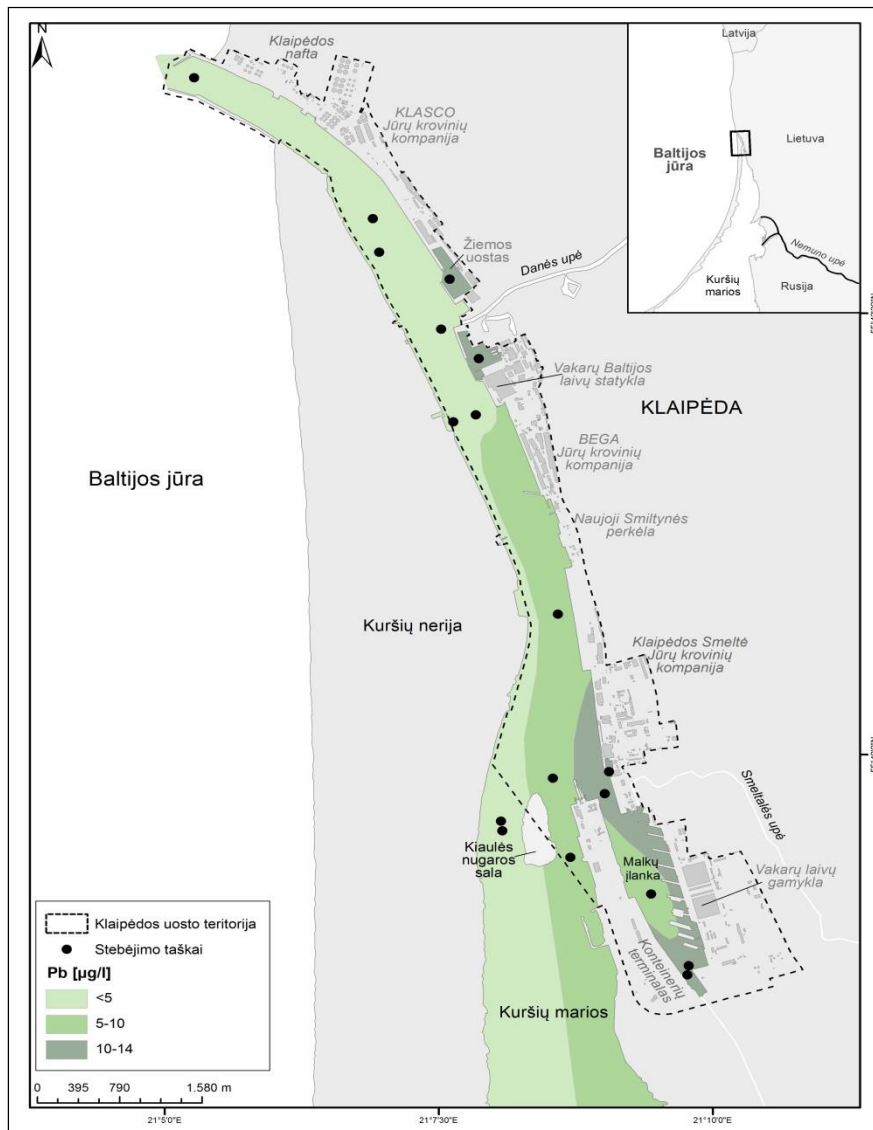 N
Klaipėdos
nafta
KLASCO
Jūrų krovinių
kompanija
Žiemos
uostas
Danės upė
Vakarų Baltijos
laivų statykla
KLAIPĖDA
BEGA
Jūrų krovinių
kompanija
Baltijos jūra
Naujoji Smiltynės
perkėla
Kuršių nerija
Klaipėdos Smeltė
Jūrų krovinių
kompanija
Smeltalės upė
Kiaulės
nugaros
sala
Malkų
įlanka
Vakarų laivų
gamykla
Konteinerių
terminalas
Kuršių marios
Latvija
Lietuva
Baltijos
jūra
Nemuno upė
Kuršių
marios
Rusija
Klaipėdos uosto teritorija
Stebėjimo taškai
Pb [µg/l]
<5
5-10
10-14
0 395 790 1.580 m
21°5'0"E 21°7'30"E 21°10'0"E